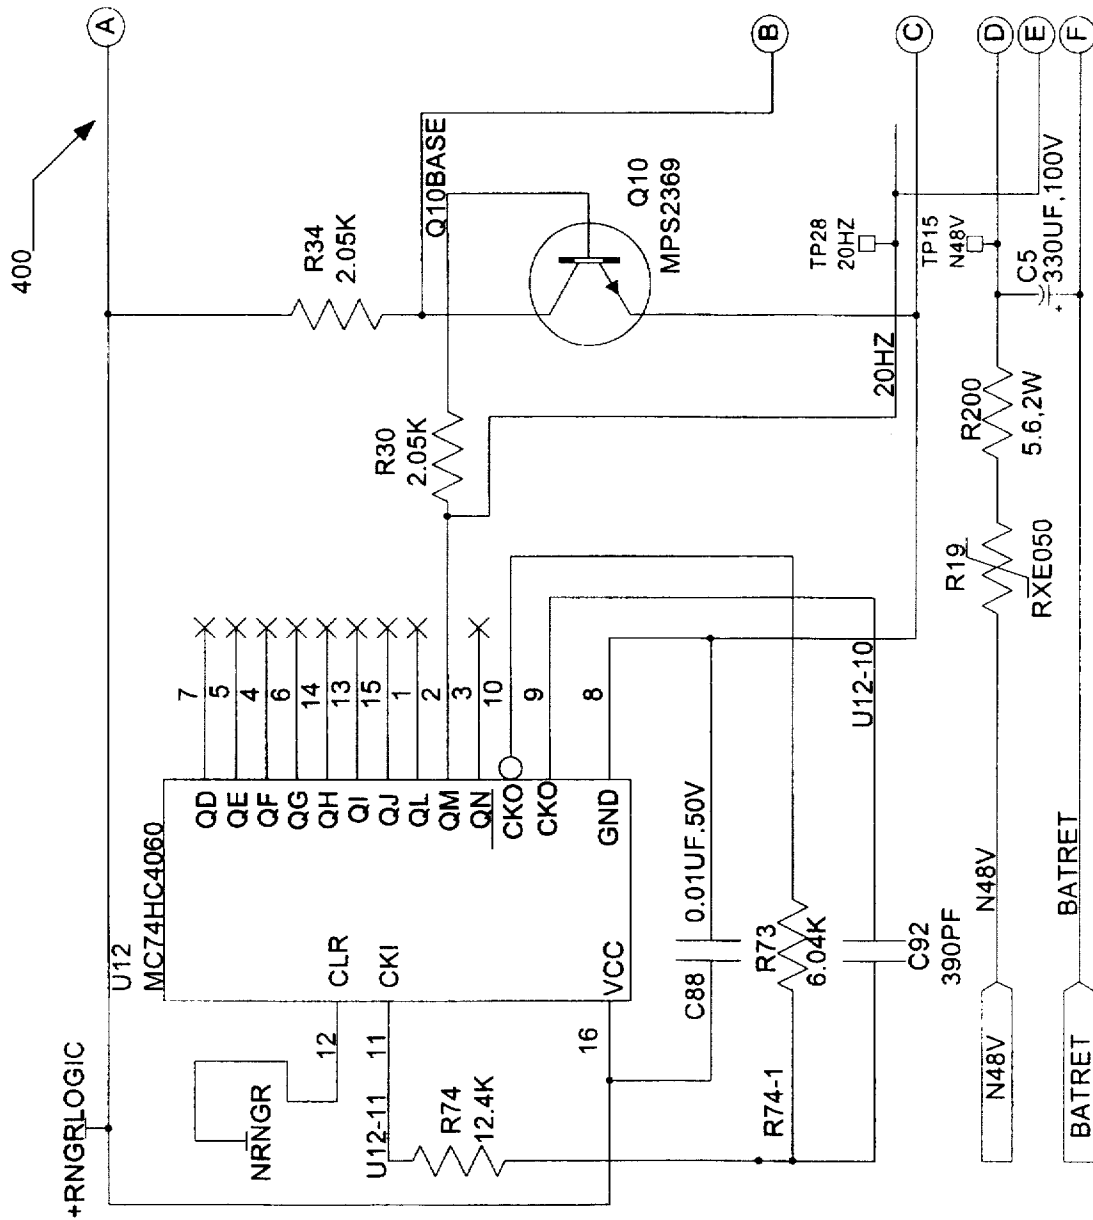 400
A
B
C
D
E
F
+RNGRLOGIC
U12
MC74HC4060
QD
QE
QF
QG
QH
QI
QJ
QL
QM
QN
CKO
CKO
GND
CLR
CKI
VCC
7
5
4
6
14
13
15
1
2
3
10
9
8
12
11
16
NRNGR
U12-11
R74
12.4K
R34
2.05K
Q10BASE
Q10
MPS2369
R30
2.05K
TP28
20HZ
20HZ
TP15
N48V
C5
330UF,100V
+
R200
5.6,2W
R19
RXE050
U12-10
C88
0.01UF.50V
R73
6.04K
R74-1
C92
390PF
N48V
N48V
BATRET
BATRET